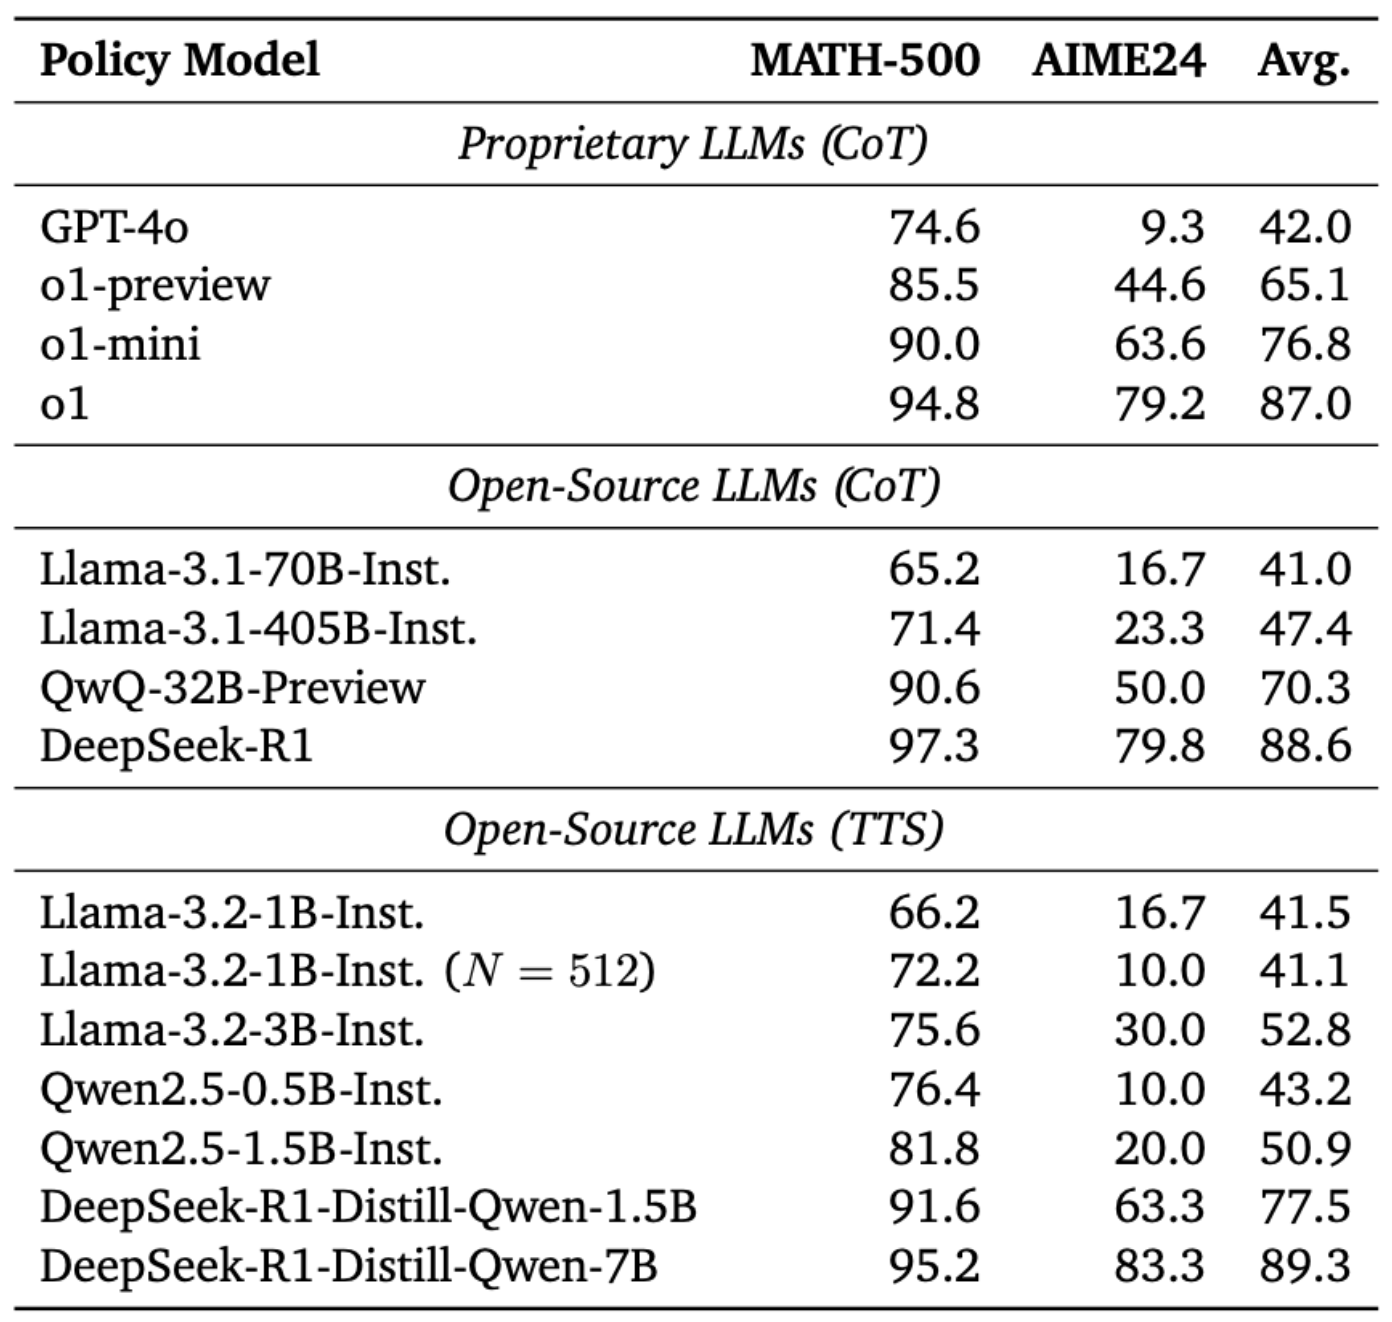 Policy Model MATH-500 AIME24 Avg.
Proprietary LLMs (CoT)
GPT-4o 74.6 9.3 42.0
o1-preview 85.5 44.6 65.1
o1-mini 90.0 63.6 76.8
o1 94.8 79.2 87.0
Open-Source LLMs (CoT)
Llama-3.1-70B-Inst. 65.2 16.7 41.0
Llama-3.1-405B-Inst. 71.4 23.3 47.4
QwQ-32B-Preview 90.6 50.0 70.3
DeepSeek-R1 97.3 79.8 88.6
Open-Source LLMs (TTS)
Llama-3.2-1B-Inst. 66.2 16.7 41.5
Llama-3.2-1B-Inst. (N = 512) 72.2 10.0 41.1
Llama-3.2-3B-Inst. 75.6 30.0 52.8
Qwen2.5-0.5B-Inst. 76.4 10.0 43.2
Qwen2.5-1.5B-Inst. 81.8 20.0 50.9
DeepSeek-R1-Distill-Qwen-1.5B 91.6 63.3 77.5
DeepSeek-R1-Distill-Qwen-7B 95.2 83.3 89.3